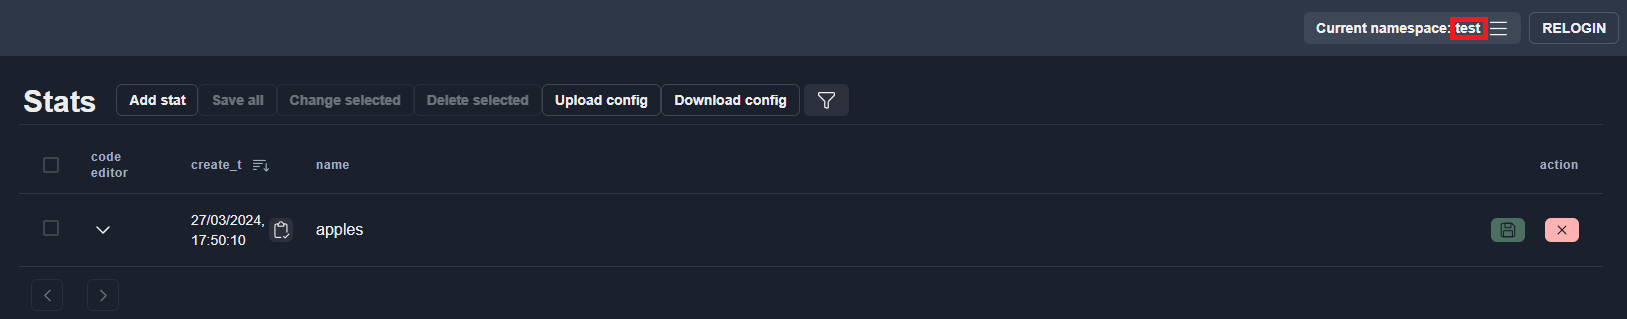 Current namespace: test RELOGIN
Stats Add stat Save all Change selected Delete selected Upload config Download config
code
editor
create_t name action
27/03/2024,
17:50:10
apples